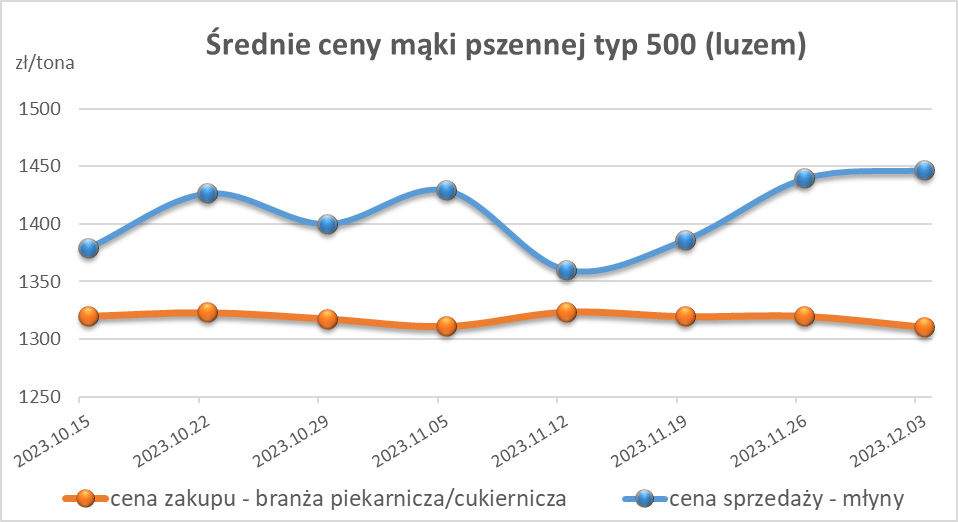 Średnie ceny mąki pszennej typ 500 (luzem)
zł/tona
1500
1450
1400
1350
1300
1250
2023.10.15 2023.10.22 2023.10.29 2023.11.05 2023.11.12 2023.11.19 2023.11.26 2023.12.03
cena zakupu - branża piekarnicza/cukiernicza cena sprzedaży - młyny